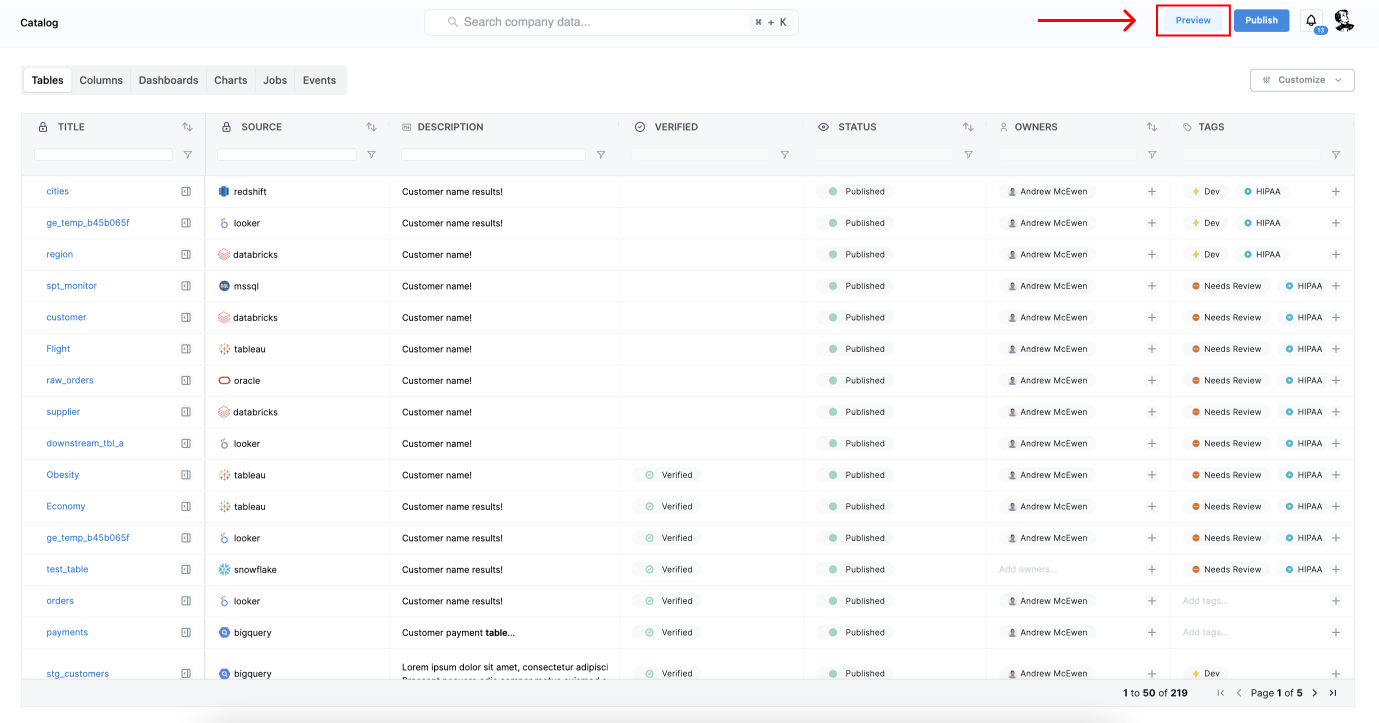 Catalog
Search company data...
⌘ + K
Preview
Publish
13
Tables Columns Dashboards Charts Jobs Events
Customize
TITLE SOURCE DESCRIPTION VERIFIED STATUS OWNERS TAGS
cities redshift Customer name results! Published Andrew McEwen Dev HIPAA
ge_temp_b45b065f looker Customer name results! Published Andrew McEwen Dev HIPAA
region databricks Customer name! Published Andrew McEwen Dev HIPAA
spt_monitor mssql Customer name! Published Andrew McEwen Needs Review HIPAA
customer databricks Customer name! Published Andrew McEwen Needs Review HIPAA
Flight tableau Customer name! Published Andrew McEwen Needs Review HIPAA
raw_orders oracle Customer name! Published Andrew McEwen Needs Review HIPAA
supplier databricks Customer name! Published Andrew McEwen Needs Review HIPAA
downstream_tbl_a looker Customer name! Published Andrew McEwen Needs Review HIPAA
Obesity tableau Customer name! Verified Published Andrew McEwen Needs Review HIPAA
Economy tableau Customer name results! Verified Published Andrew McEwen Needs Review HIPAA
ge_temp_b45b065f looker Customer name results! Verified Published Andrew McEwen Needs Review HIPAA
test_table snowflake Customer name results! Verified Published Add owners... Needs Review HIPAA
orders looker Customer name results! Verified Published Andrew McEwen Add tags...
payments bigquery Customer payment table... Verified Published Andrew McEwen Add tags...
stg_customers bigquery Lorem ipsum dolor sit amet, consectetur adipisci Verified Published Andrew McEwen Dev
1 to 50 of 219 Page 1 of 5